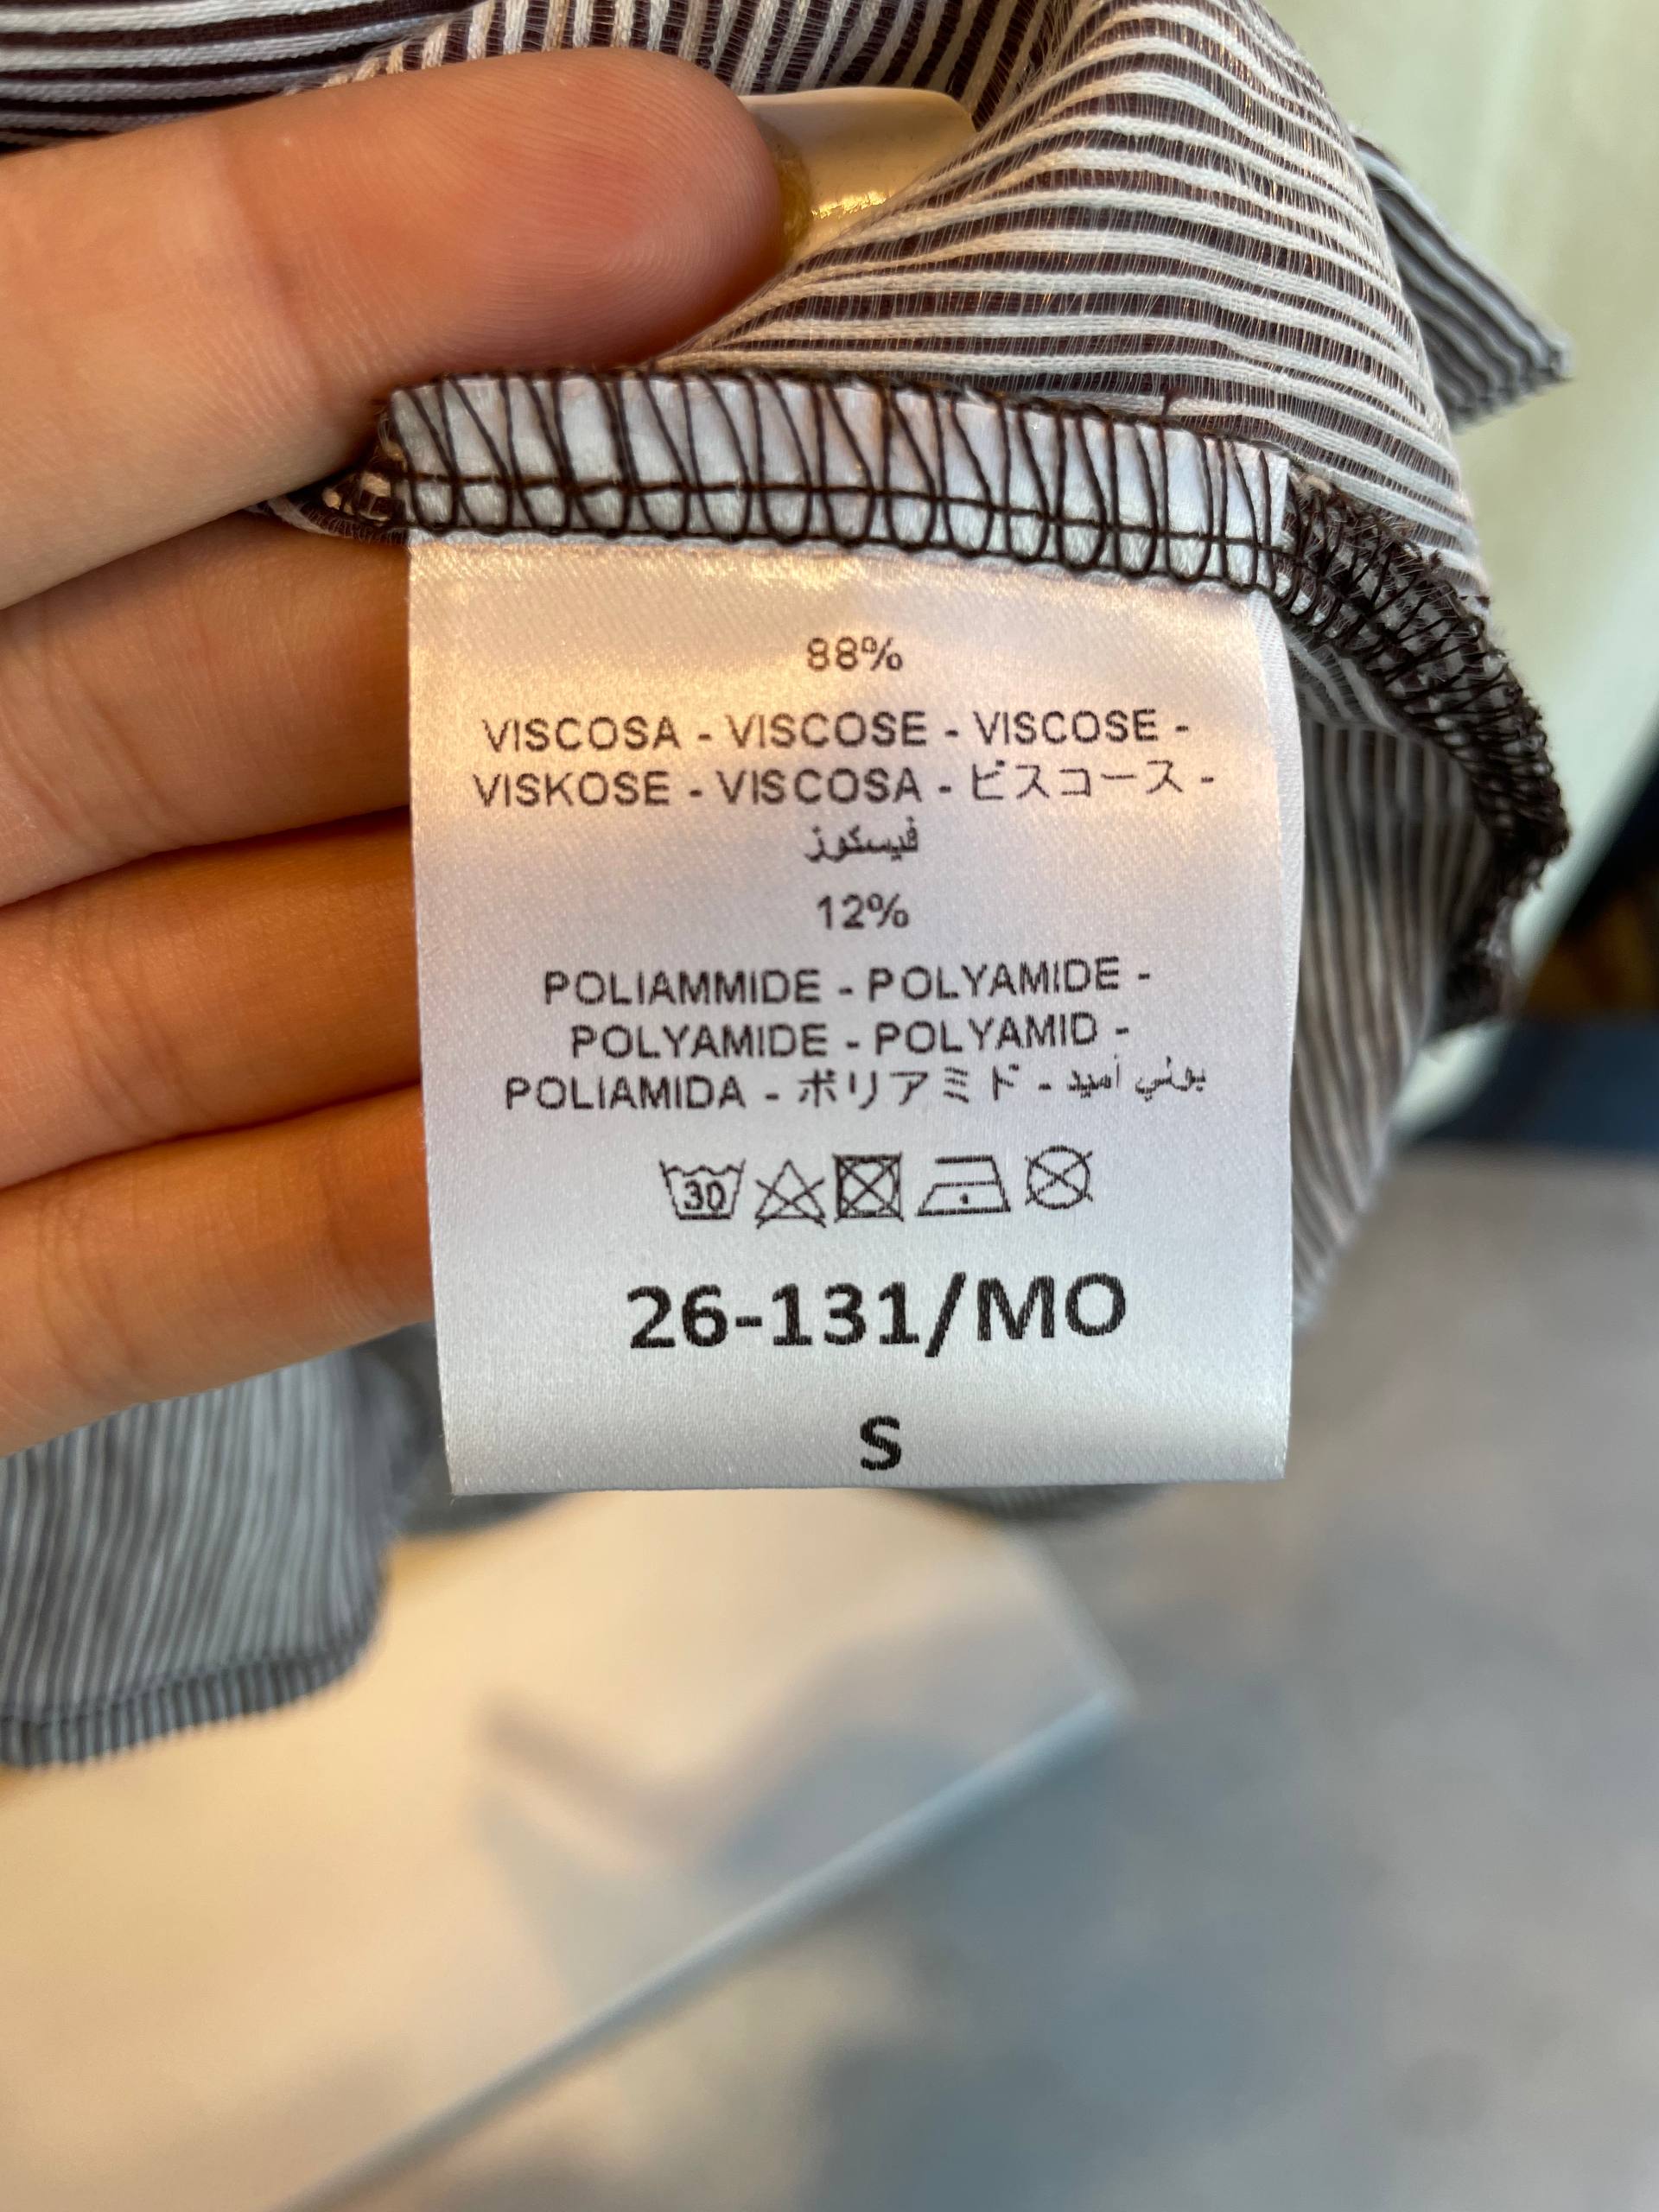 88%
VISCOSA - VISCOSE - VISCOSE -
VISKOSE - VISCOSA - ビスコース -
فيسكوز
12%
POLIAMMIDE - POLYAMIDE -
POLYAMIDE - POLYAMID -
POLIAMIDA - ポリアミド - بولي أميد
30
26-131/MO
S